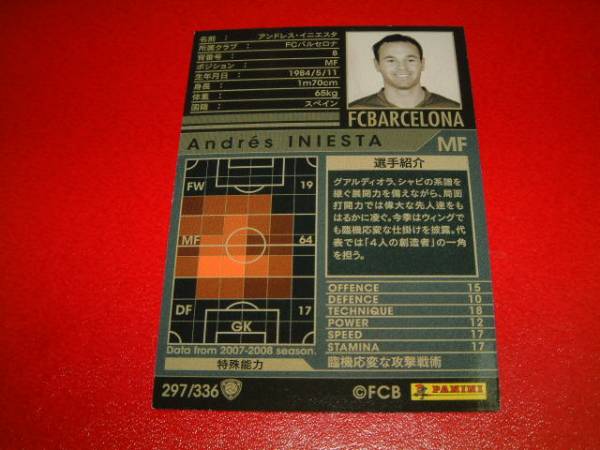 名前 : アンドレス・イニエスタ
所属クラブ : FCバルセロナ
背番号 : 8
ポジション : MF
生年月日 : 1984/5/11
身長 : 1m70cm
体重 : 65kg
国籍 : スペイン
FCBARCELONA
Andrés INIESTA MF
FW 19
MF 64
DF 17
GK
Data from 2007-2008 season.
選手紹介
グアルディオラ、シャビの系譜を
継ぐ展開力を備えながら、局面
打開力では偉大な先人達をも
はるかに凌ぐ。今季はウィングで
も臨機応変な仕掛けを披露。代
表では「4人の創造者」の一角
を担う。
OFFENCE 15
DEFENCE 10
TECHNIQUE 18
POWER 12
SPEED 17
STAMINA 17
特殊能力 臨機応変な攻撃戦術
297/336 ©FCB PANINI